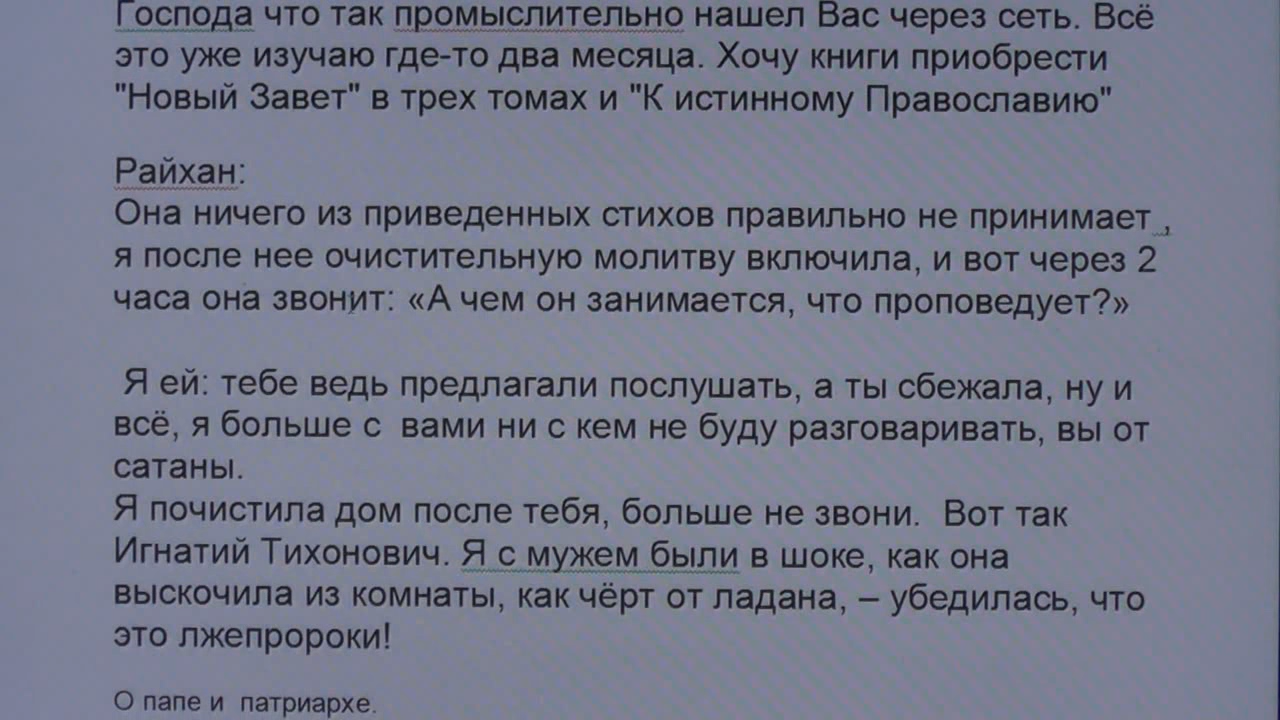 Господа что так промыслительно нашел Вас через сеть. Всё
это уже изучаю где-то два месяца. Хочу книги приобрести
"Новый Завет" в трех томах и "К истинному Православию"
Райхан:
Она ничего из приведенных стихов правильно не принимает ,
я после нее очистительную молитву включила, и вот через 2
часа она звонит: «А чем он занимается, что проповедует?»
Я ей: тебе ведь предлагали послушать, а ты сбежала, ну и
всё, я больше с  вами ни с кем не буду разговаривать, вы от
сатаны.
Я почистила дом после тебя, больше не звони.  Вот так
Игнатий Тихонович. Я с мужем были в шоке, как она
выскочила из комнаты, как чёрт от ладана, – убедилась, что
это лжепророки!
О папе и  патриархе.